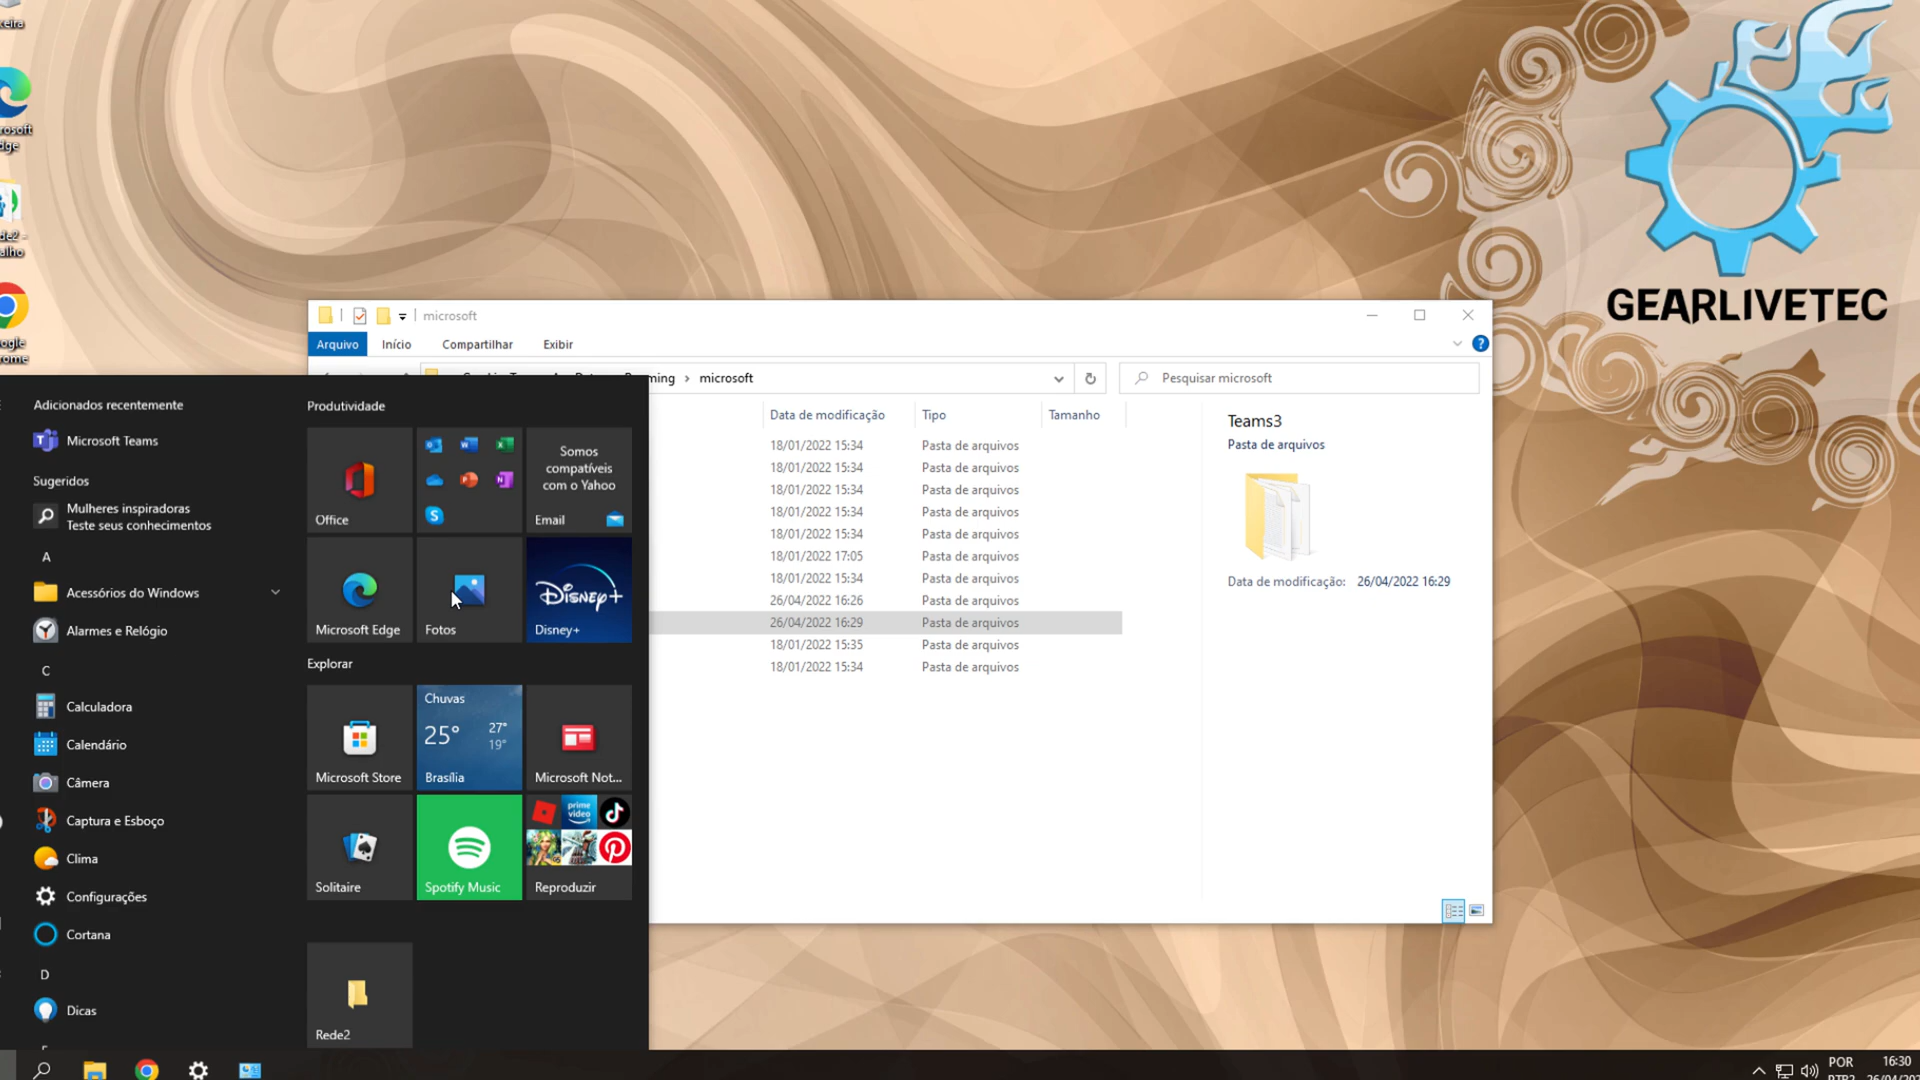 GEARLIVETEC
microsoft
Arquivo Início Compartilhar Exibir
microsoft
Pesquisar microsoft
Data de modificação Tipo Tamanho
18/01/2022 15:34 Pasta de arquivos
18/01/2022 15:34 Pasta de arquivos
18/01/2022 15:34 Pasta de arquivos
18/01/2022 15:34 Pasta de arquivos
18/01/2022 15:34 Pasta de arquivos
18/01/2022 17:05 Pasta de arquivos
18/01/2022 15:34 Pasta de arquivos
26/04/2022 16:26 Pasta de arquivos
26/04/2022 16:29 Pasta de arquivos
18/01/2022 15:35 Pasta de arquivos
18/01/2022 15:34 Pasta de arquivos
Teams3
Pasta de arquivos
Data de modificação: 26/04/2022 16:29
Adicionados recentemente
Microsoft Teams
Sugeridos
Mulheres inspiradoras
Teste seus conhecimentos
A
Acessórios do Windows
Alarmes e Relógio
C
Calculadora
Calendário
Câmera
Captura e Esboço
Clima
Configurações
Cortana
D
Dicas
Produtividade
Office
Somos
compatíveis
com o Yahoo
Email
Microsoft Edge
Fotos
Disney+
Disney+
Explorar
Microsoft Store
Chuvas
25° 27°
19°
Brasília
Microsoft Not...
Solitaire
Spotify Music
prime
video
Reproduzir
Rede2
POR
16:30